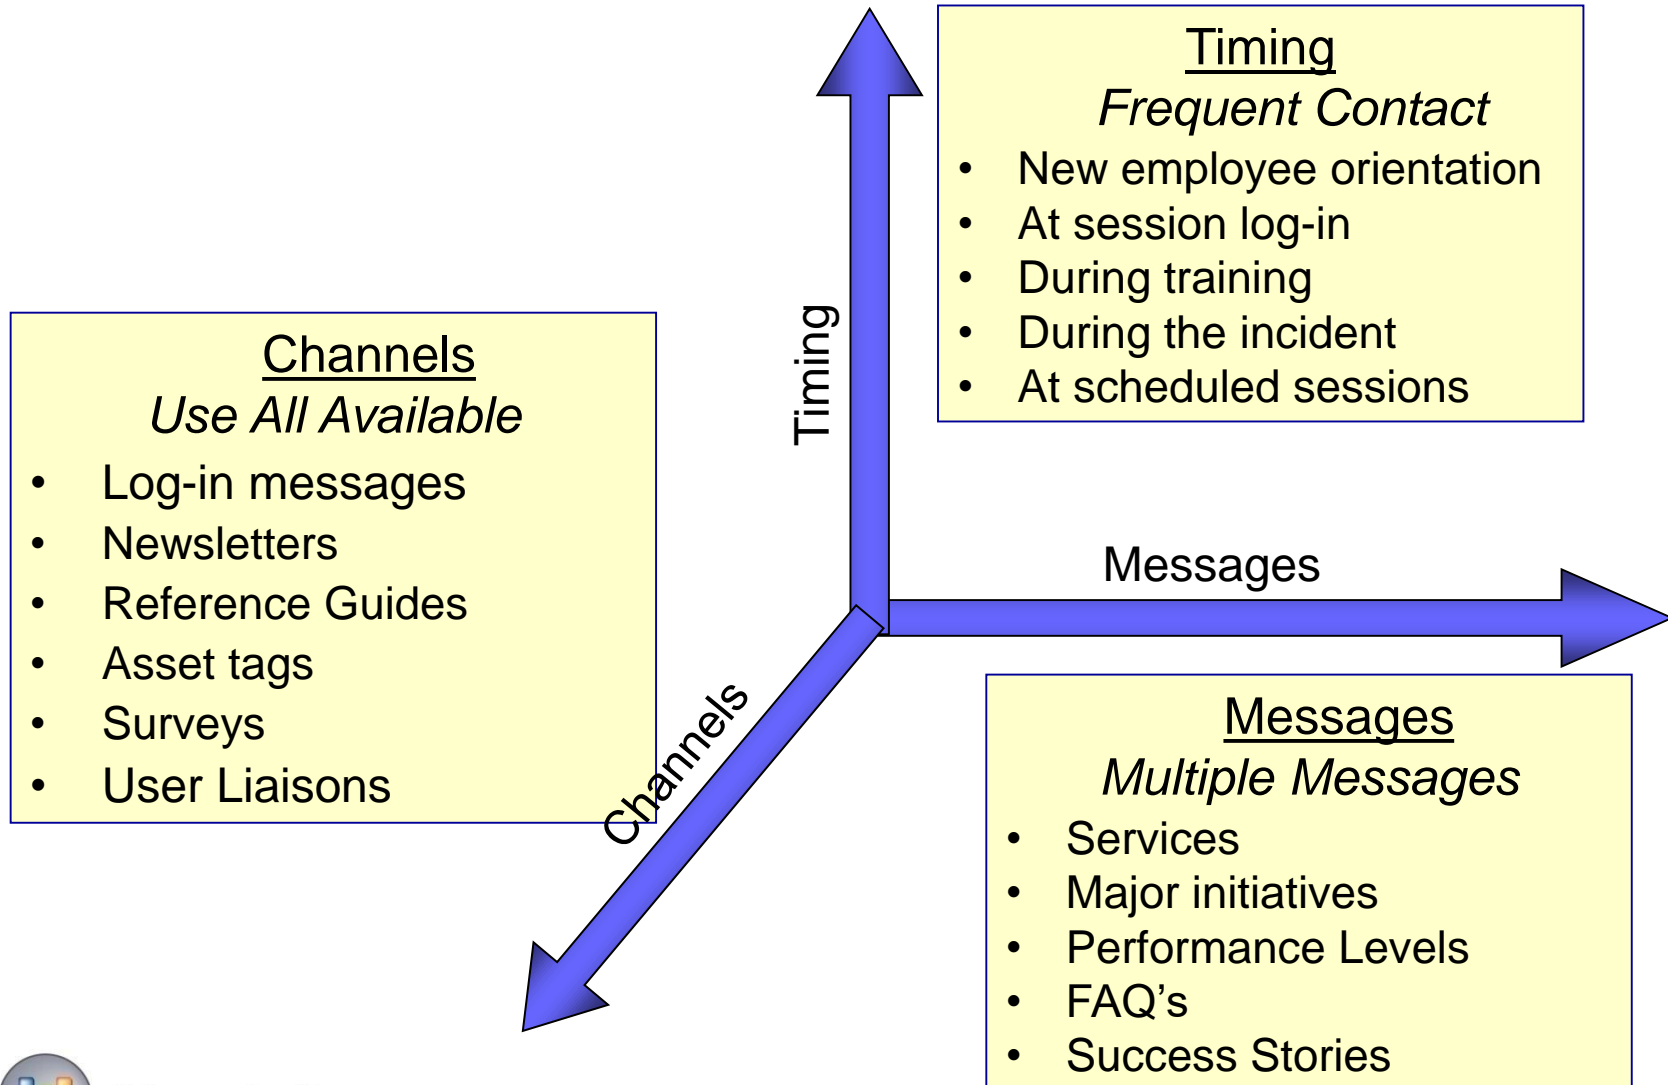 Timing
Frequent Contact
• New employee orientation
• At session log-in
• During training
• During the incident
• At scheduled sessions
Timing
Channels
Use All Available
• Log-in messages
• Newsletters
• Reference Guides
• Asset tags
• Surveys
• User Liaisons
Channels
Messages
Messages
Multiple Messages
• Services
• Major initiatives
• Performance Levels
• FAQ’s
• Success Stories